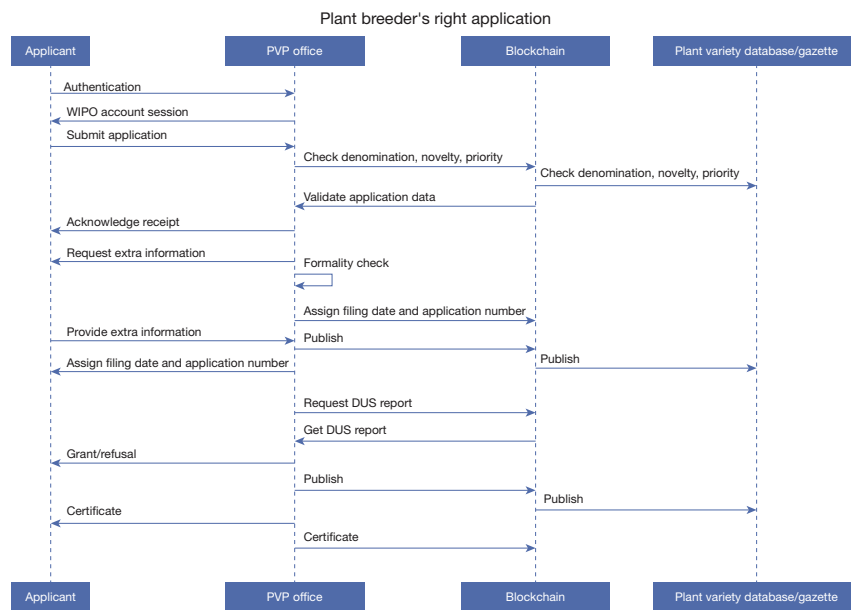 Plant breeder's right application
Applicant
PVP office
Blockchain
Plant variety database/gazette
Authentication
WIPO account session
Submit application
Check denomination, novelty, priority
Check denomination, novelty, priority
Validate application data
Acknowledge receipt
Request extra information
Formality check
Assign filing date and application number
Provide extra information
Publish
Publish
Assign filing date and application number
Request DUS report
Get DUS report
Grant/refusal
Publish
Publish
Certificate
Certificate
Applicant
PVP office
Blockchain
Plant variety database/gazette